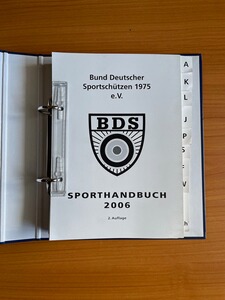 Bund Deutscher
Sportschützen 1975
e.V.
BDS
SPORTHANDBUCH
2006
2. Auflage
A
K
L
J
P
S
F
V